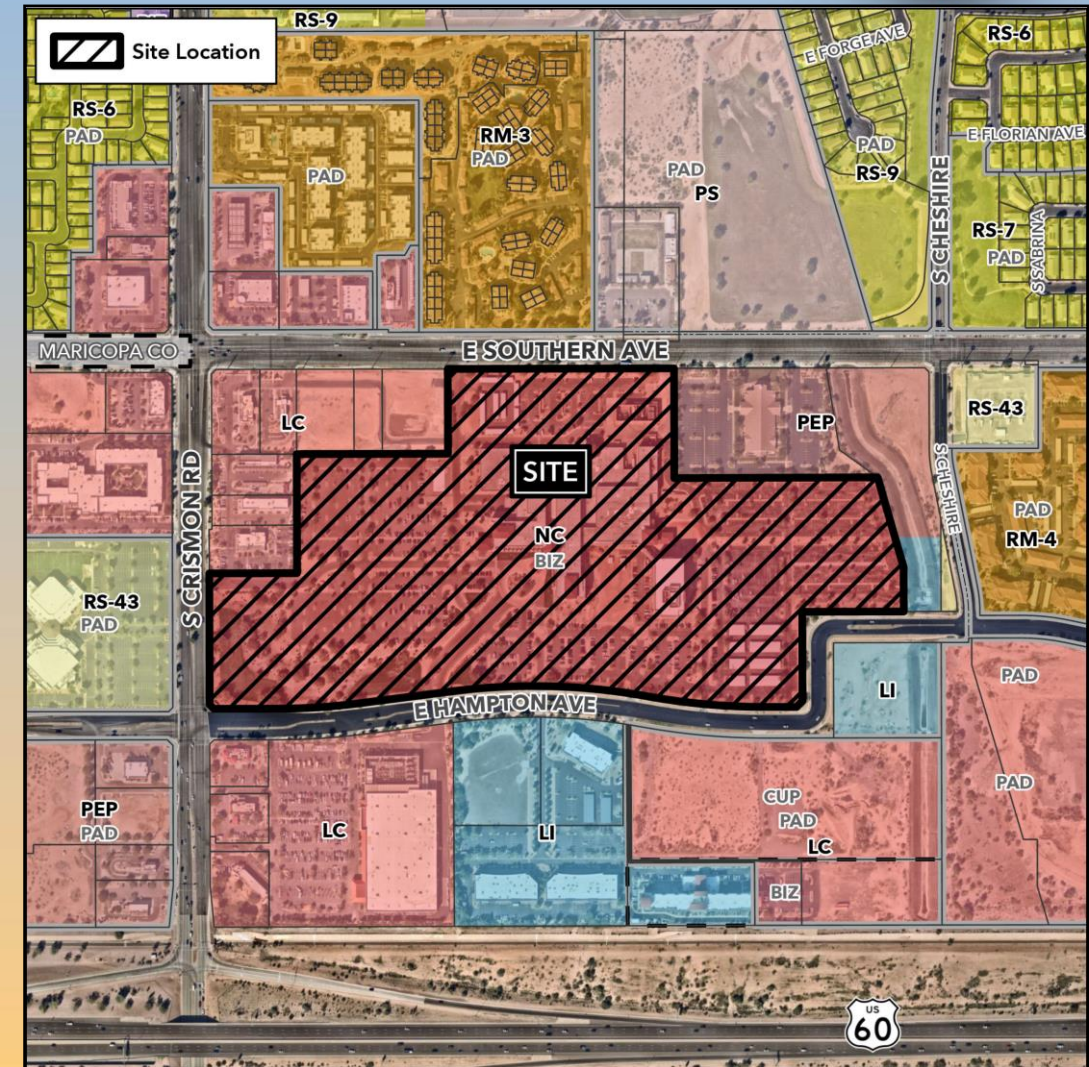 RS-9
Site Location
E FORGE AVE
RS-6
RS-6
PAD
RM-3
PAD
PAD
PAD
PS
PAD
RS-9
E FLORIAN AVE
S CHESHIRE
RS-7
PAD
S SABRINA
MARICOPA CO
E SOUTHERN AVE
LC
PEP
RS-43
S CRISMON RD
SITE
S CHESHIRE
NC
BIZ
PAD
RM-4
RS-43
PAD
E HAMPTON AVE
LI
PAD
PEP
PAD
LC
LI
CUP
PAD
LC
PAD
BIZ
US
60